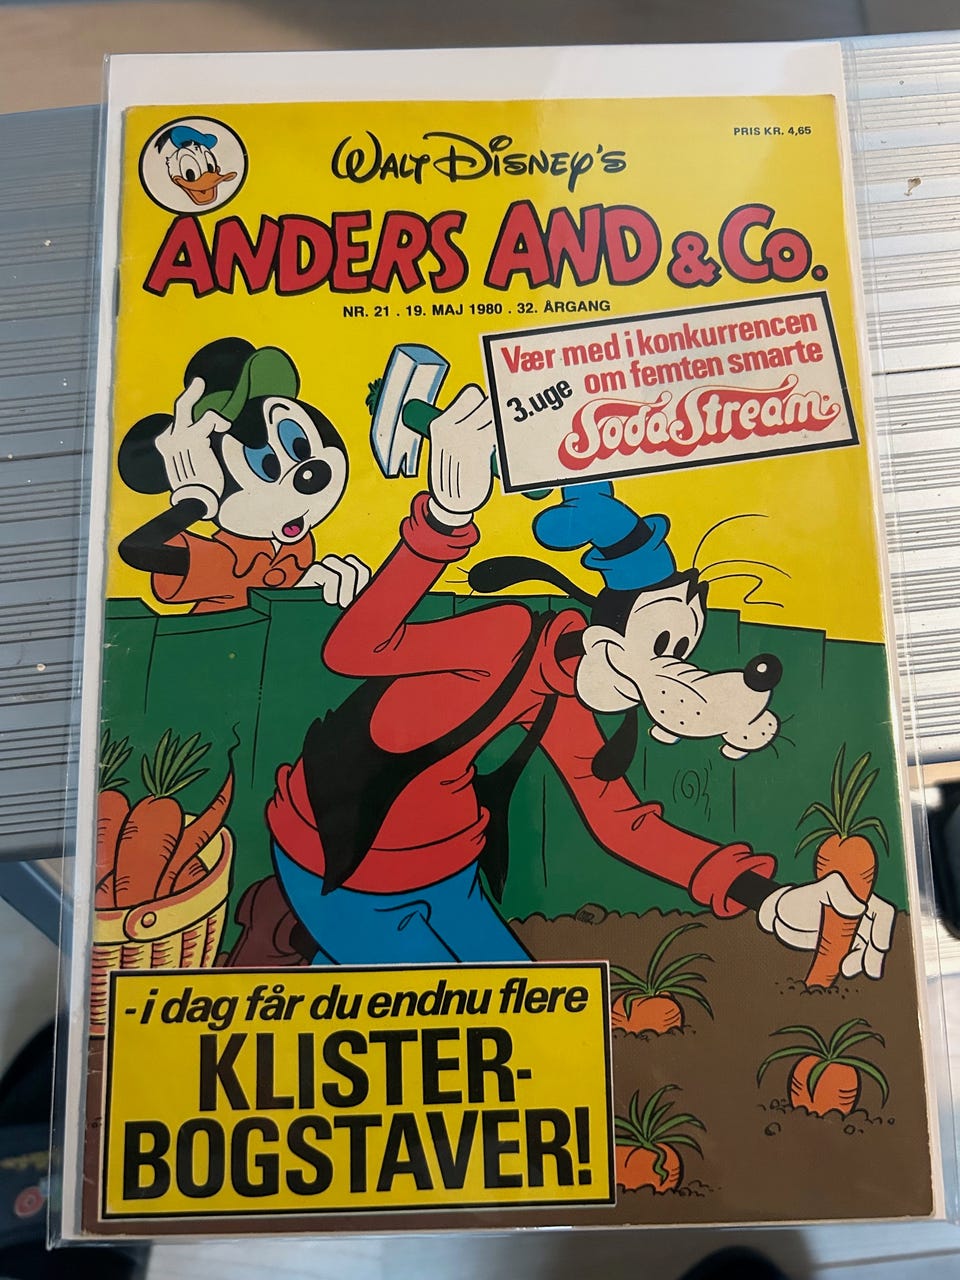 PRIS KR. 4,65
WALT DISNEY'S
ANDERS AND & CO.
NR. 21 . 19. MAJ 1980 . 32. ÅRGANG
Vær med i konkurrencen
3.uge om femten smarte
SodaStream
- i dag får du endnu flere
KLISTER-
BOGSTAVER!